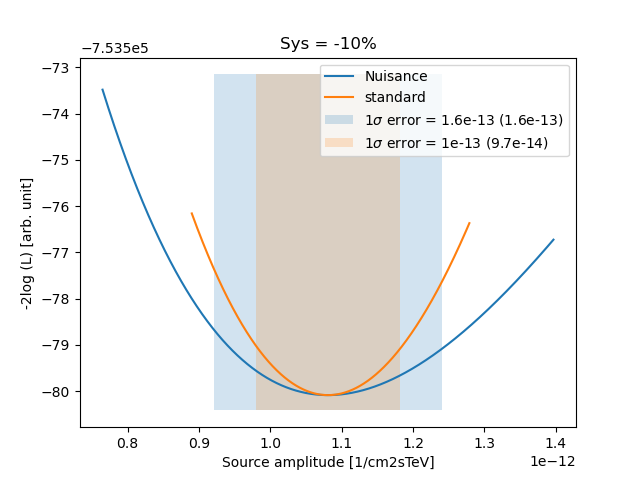 Sys = -10%
−7.535e5
Nuisance
standard
1σ error = 1.6e-13 (1.6e-13)
1σ error = 1e-13 (9.7e-14)
−73
−74
−75
−76
−77
−78
−79
−80
-2log (L) [arb. unit]
0.8 0.9 1.0 1.1 1.2 1.3 1.4
Source amplitude [1/cm2sTeV]
1e−12